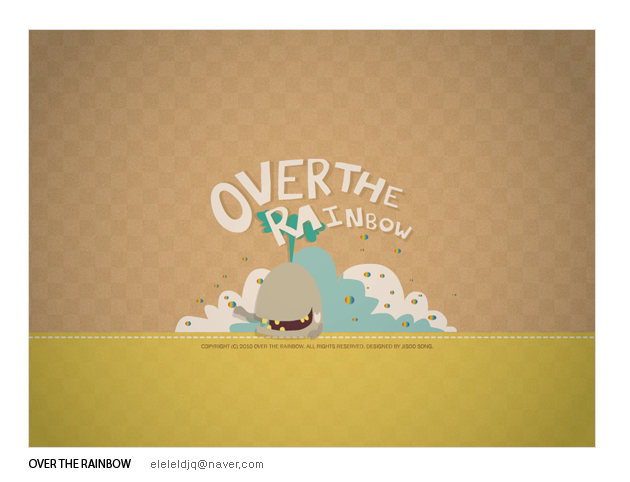 OVER THE
RAINBOW
COPYRIGHT (C) 2010 OVER THE RAINBOW. ALL RIGHTS RESERVED. DESIGNED BY JISOO SONG.
OVER THE RAINBOW eleleldjq@naver,com